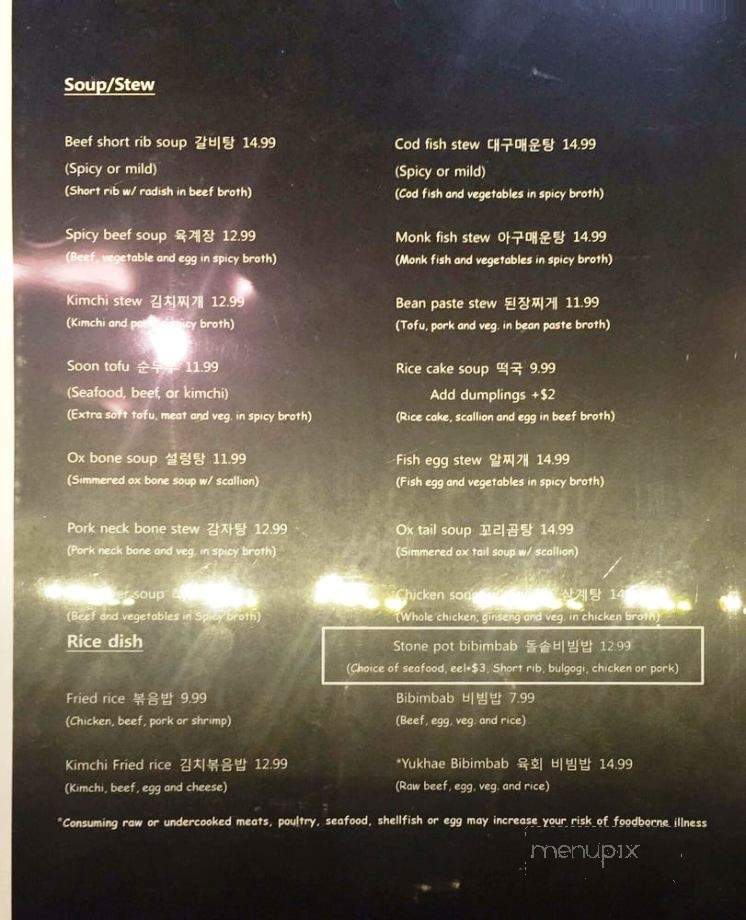 Soup/Stew
Beef short rib soup 갈비탕 14.99
(Spicy or mild)
(Short rib w/ radish in beef broth)
Spicy beef soup 육계장 12.99
(Beef, vegetable and egg in spicy broth)
Kimchi stew 김치찌개 12.99
(Kimchi and broth)
Soon tofu 11.99
(Seafood, beef, or kimchi)
(Extra soft tofu, meat and veg. in spicy broth)
Ox bone soup 설렁탕 11.99
(Simmered ox bone soup w/ scallion)
Pork neck bone stew 감자탕 12.99
(Pork neck bone and veg. in spicy broth)
soup
(Beef and vegetables in Spicy broth)
Cod fish stew 대구매운탕 14.99
(Spicy or mild)
(Cod fish and vegetables in spicy broth)
Monk fish stew 아구매운탕 14.99
(Monk fish and vegetables in spicy broth)
Bean paste stew 된장찌게 11.99
(Tofu, pork and veg. in bean paste broth)
Rice cake soup 떡국 9.99
Add dumplings +$2
(Rice cake, scallion and egg in beef broth)
Fish egg stew 알찌개 14.99
(Fish egg and vegetables in spicy broth)
Ox tail soup 꼬리곰탕 14.99
(Simmered ox tail soup w/ scallion)
Chicken soup 삼계탕
(Whole chicken, ginseng and veg. in chicken broth)
Rice dish
Fried rice 볶음밥 9.99
(Chicken, beef, pork or shrimp)
Kimchi Fried rice 김치볶음밥 12.99
(Kimchi, beef, egg and cheese)
Stone pot bibimbab 돌솥비빔밥 12.99
(Choice of seafood, eel+$3, Short rib, bulgogi, chicken or pork)
Bibimbab 비빔밥 7.99
(Beef, egg, veg. and rice)
*Yukhae Bibimbab 육회 비빔밥 14.99
(Raw beef, egg, veg. and rice)
*Consuming raw or undercooked meats, poultry, seafood, shellfish or egg may increase your risk of foodborne illness
menupix